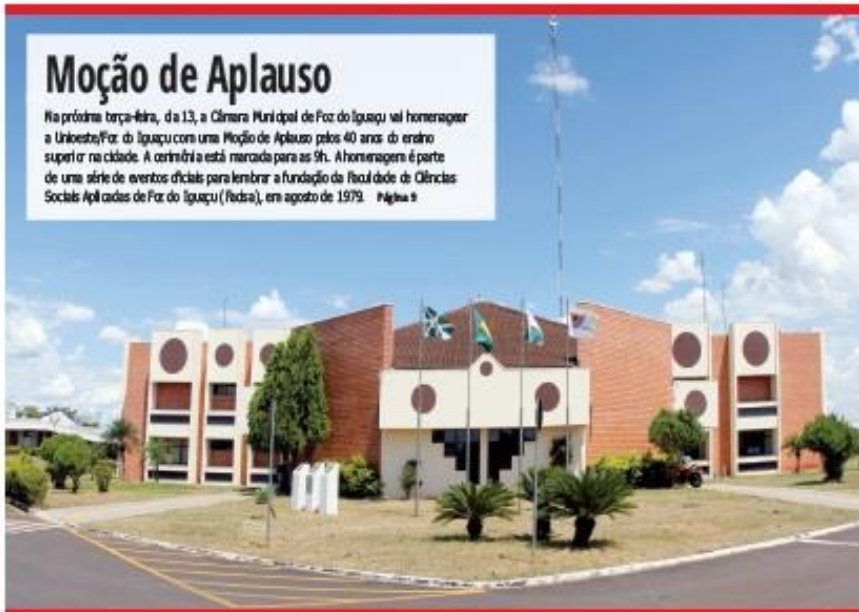 Moção de Aplauso
Na próxima terça-feira, dia 13, a Câmara Municipal de Foz do Iguaçu vai homenagear
a Unioeste/Foz do Iguaçu com uma Moção de Aplauso pelos 40 anos do ensino
superior na cidade. A cerimônia está marcada para as 9h. A homenagem é parte
de uma série de eventos oficiais para lembrar a fundação da Faculdade de Ciências
Sociais Aplicadas de Foz do Iguaçu (Facisa), em agosto de 1979. Página 9